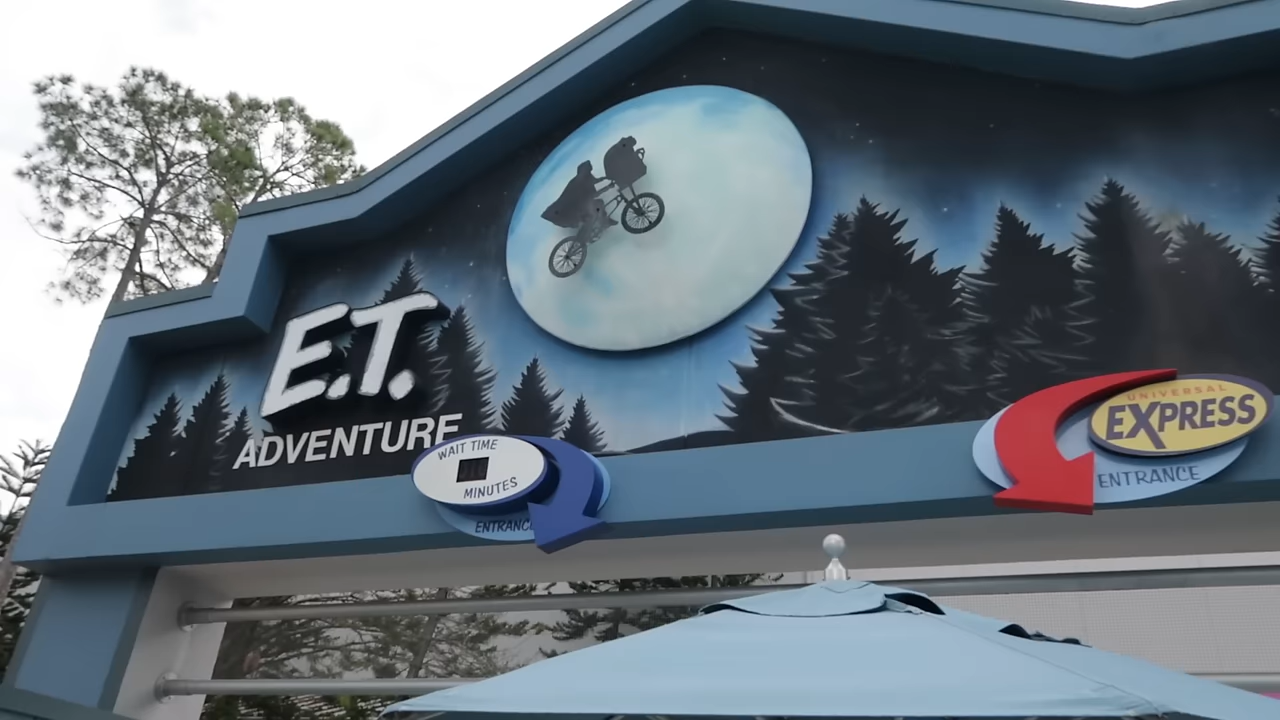 E.T.
ADVENTURE
WAIT TIME
MINUTES
ENTRANCE
UNIVERSAL
EXPRESS
ENTRANCE